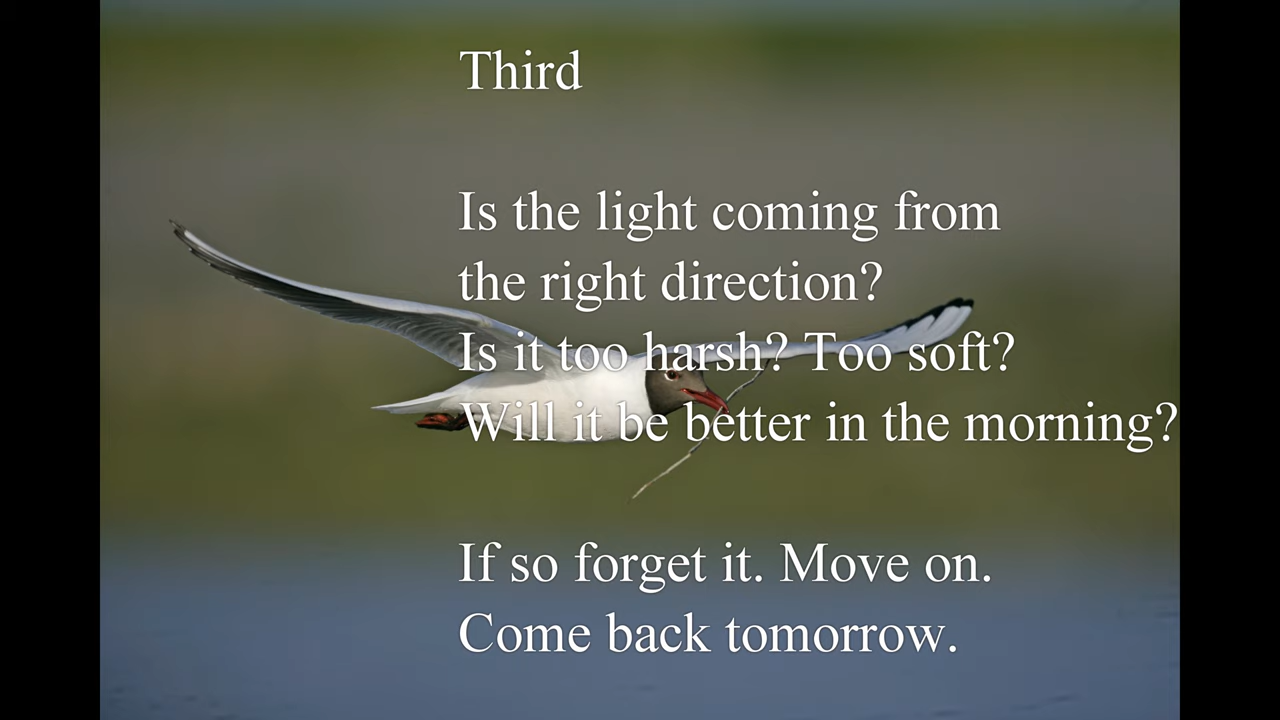 Third
Is the light coming from
the right direction?
Is it too harsh? Too soft?
Will it be better in the morning?
If so forget it. Move on.
Come back tomorrow.